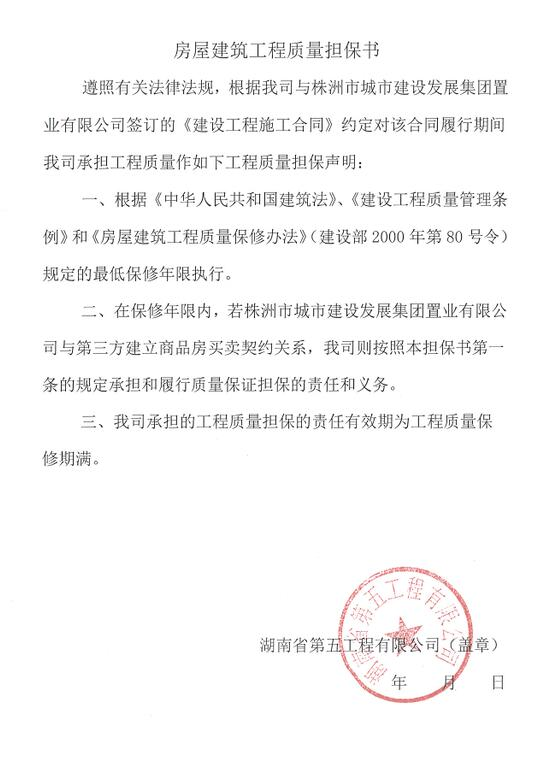 房屋建筑工程质量担保书
遵照有关法律法规，根据我司与株洲市城市建设发展集团置
业有限公司签订的《建设工程施工合同》约定对该合同履行期间
我司承担工程质量作如下工程质量担保声明：
一、根据《中华人民共和国建筑法》、《建设工程质量管理条
例》和《房屋建筑工程质量保修办法》（建设部 2000 年第 80 号令）
规定的最低保修年限执行。
二、在保修年限内，若株洲市城市建设发展集团置业有限公
司与第三方建立商品房买卖契约关系，我司则按照本担保书第一
条的规定承担和履行质量保证担保的责任和义务。
三、我司承担的工程质量担保的责任有效期为工程质量保
修期满。
湖南省第五工程有限公司
湖南省第五工程有限公司（盖章）
年 月 日